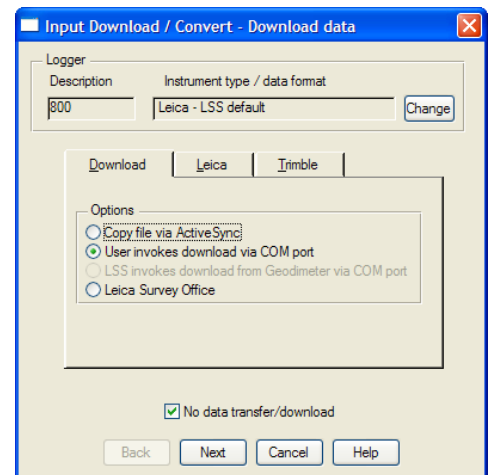 Input Download / Convert - Download data
Logger
Description Instrument type / data format
800 Leica - LSS default Change
Download Leica Trimble
Options
Copy file via ActiveSync
User invokes download via COM port
LSS invokes download from Geodimeter via COM port
Leica Survey Office
No data transfer/download
Back Next Cancel Help